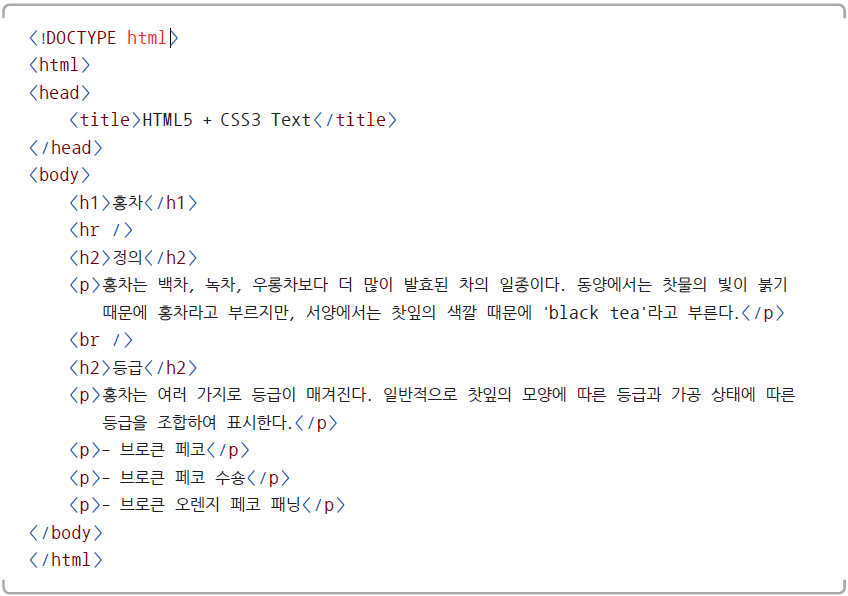 <!DOCTYPE html>
<html>
<head>
<title>HTML5 + CSS3 Text</title>
</head>
<body>
<h1>홍차</h1>
<hr />
<h2>정의</h2>
<p>홍차는 백차, 녹차, 우롱차보다 더 많이 발효된 차의 일종이다. 동양에서는 찻물의 빛이 붉기
때문에 홍차라고 부르지만, 서양에서는 찻잎의 색깔 때문에 'black tea'라고 부른다.</p>
<br />
<h2>등급</h2>
<p>홍차는 여러 가지로 등급이 매겨진다. 일반적으로 찻잎의 모양에 따른 등급과 가공 상태에 따른
등급을 조합하여 표시한다.</p>
<p>- 브로큰 페코</p>
<p>- 브로큰 페코 수숑</p>
<p>- 브로큰 오렌지 페코 패닝</p>
</body>
</html>